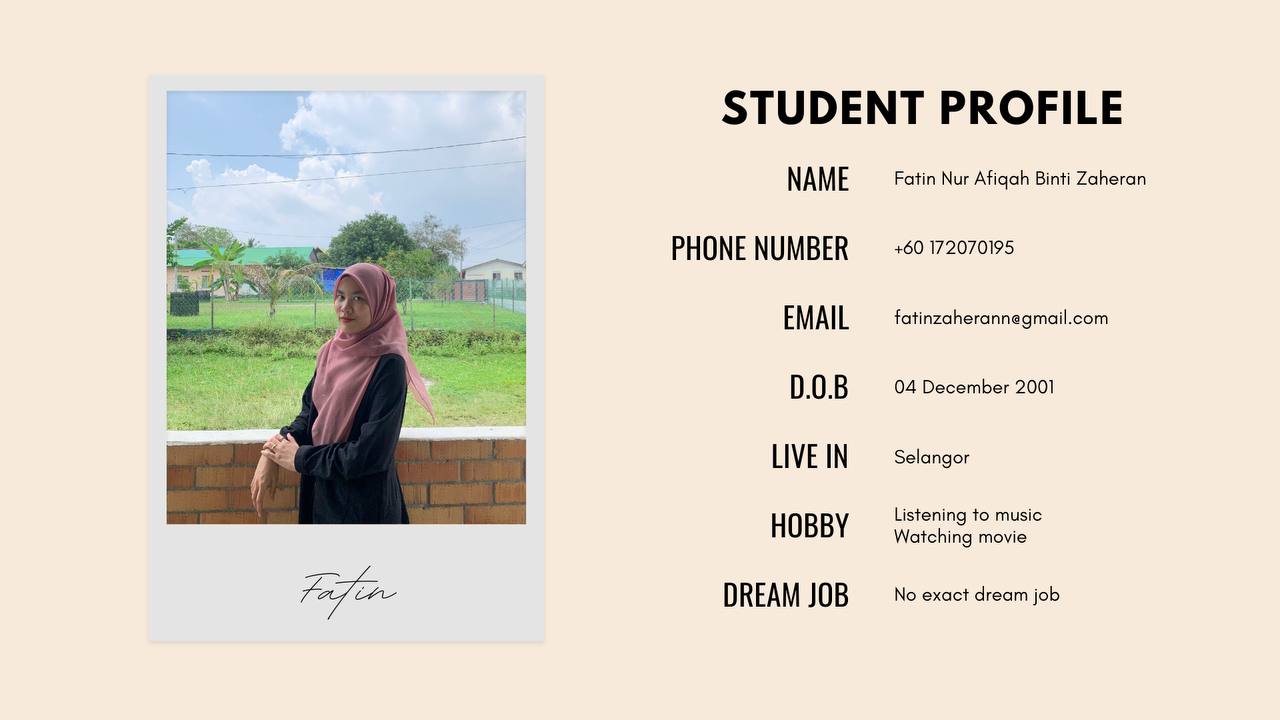 STUDENT PROFILE
NAME Fatin Nur Afiqah Binti Zaheran
PHONE NUMBER +60 172070195
EMAIL fatinzaherann@gmail.com
D.O.B 04 December 2001
LIVE IN Selangor
HOBBY Listening to music
Watching movie
DREAM JOB No exact dream job
Fatin